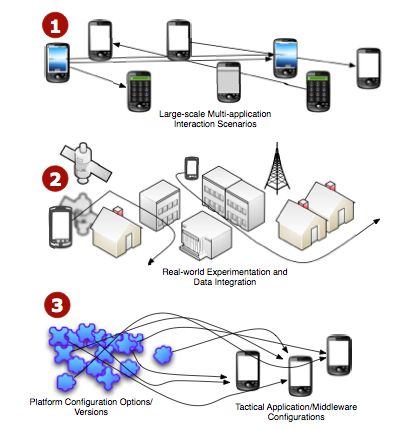 1
Large-scale Multi-application
Interaction Scenarios
2
Real-world Experimentation and
Data Integration
3
Platform Configuration Options/
Versions
Tactical Application/Middleware
Configurations